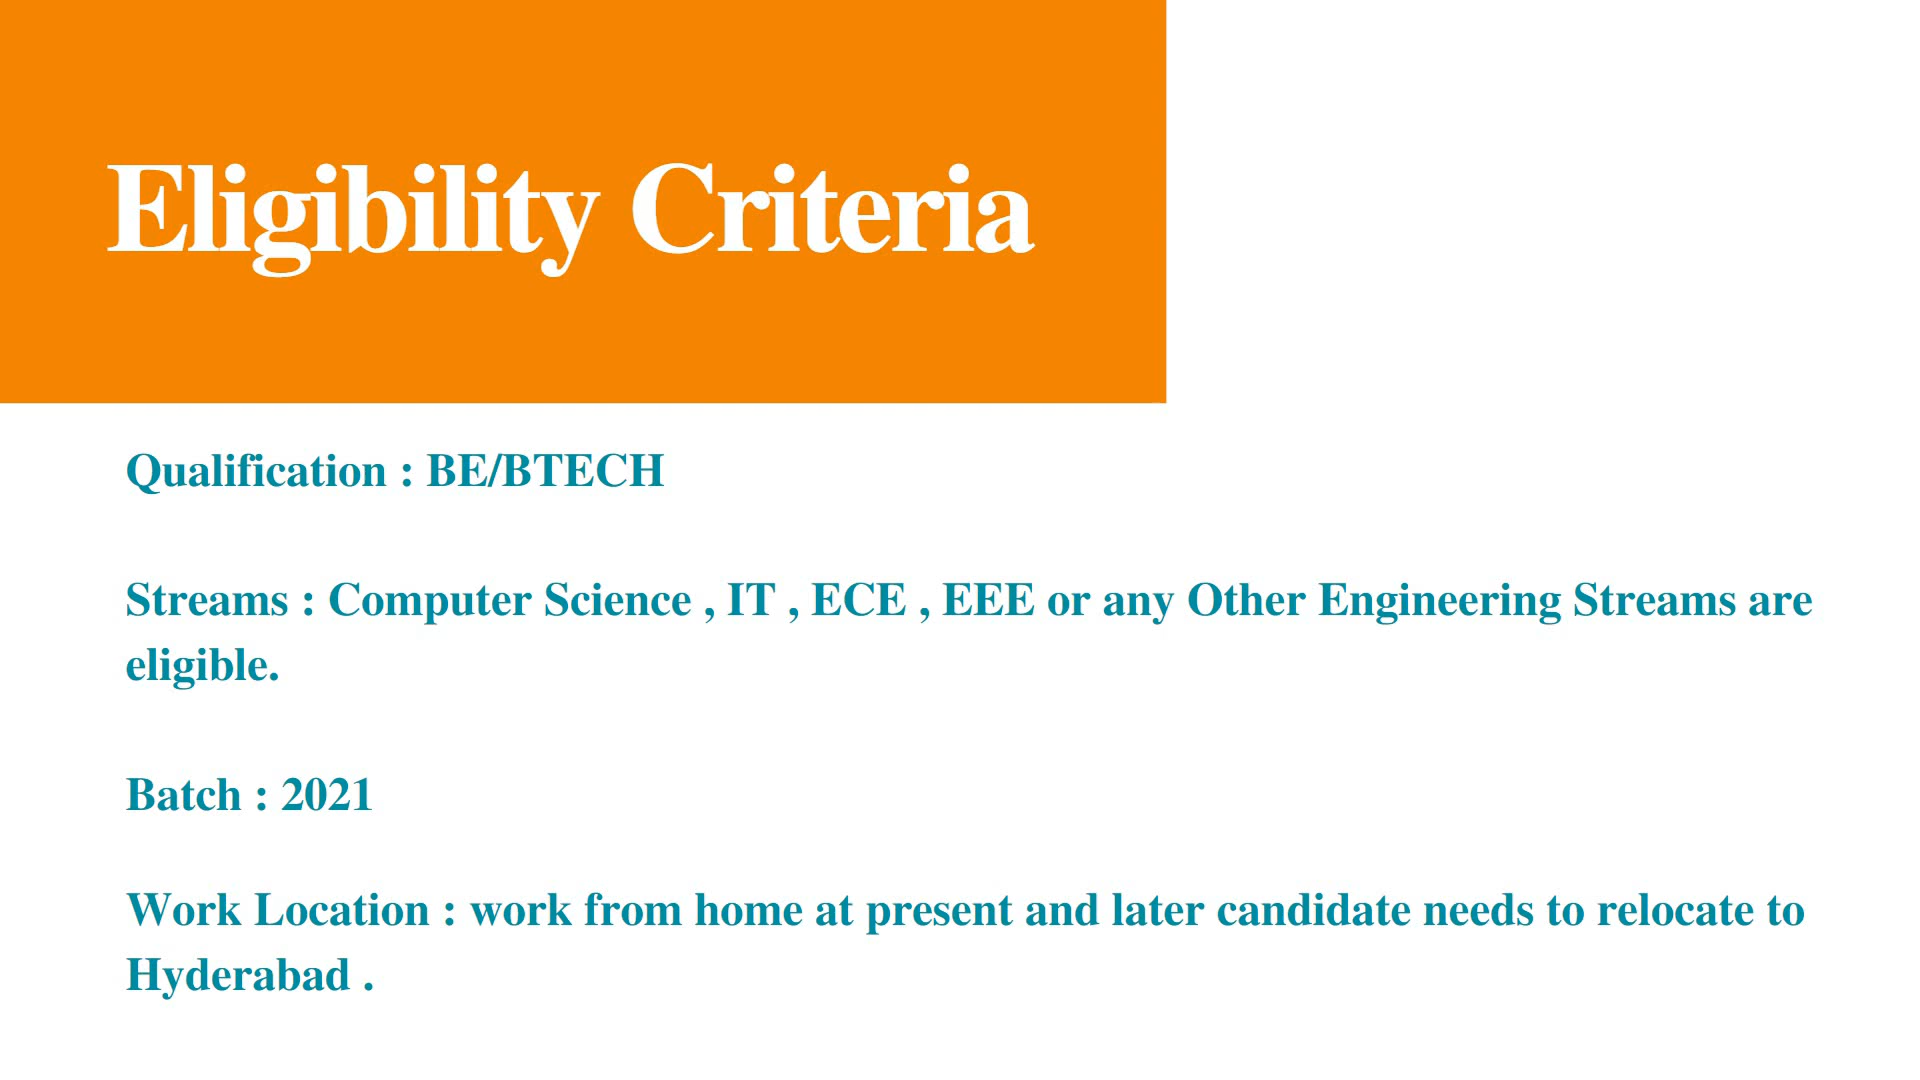 Eligibility Criteria
Qualification : BE/BTECH
Streams : Computer Science , IT , ECE , EEE or any Other Engineering Streams are
eligible.
Batch : 2021
Work Location : work from home at present and later candidate needs to relocate to
Hyderabad .